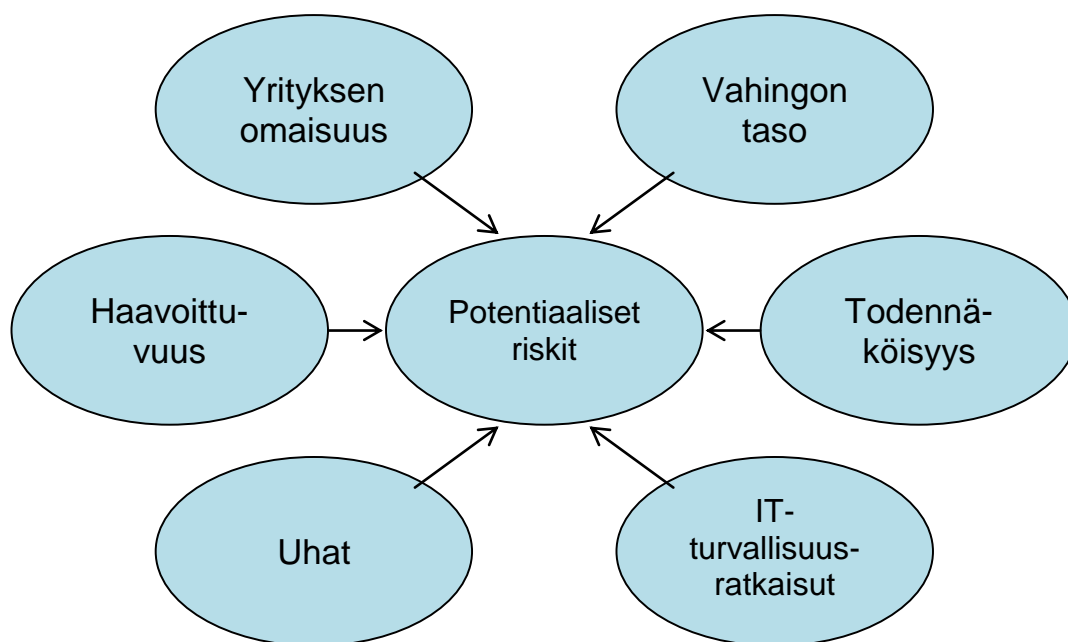 Yrityksen
omaisuus
Vahingon
taso
Haavoittu-
vuus
Potentiaaliset
riskit
Todennä-
köisyys
Uhat
IT-
turvallisuus-
ratkaisut